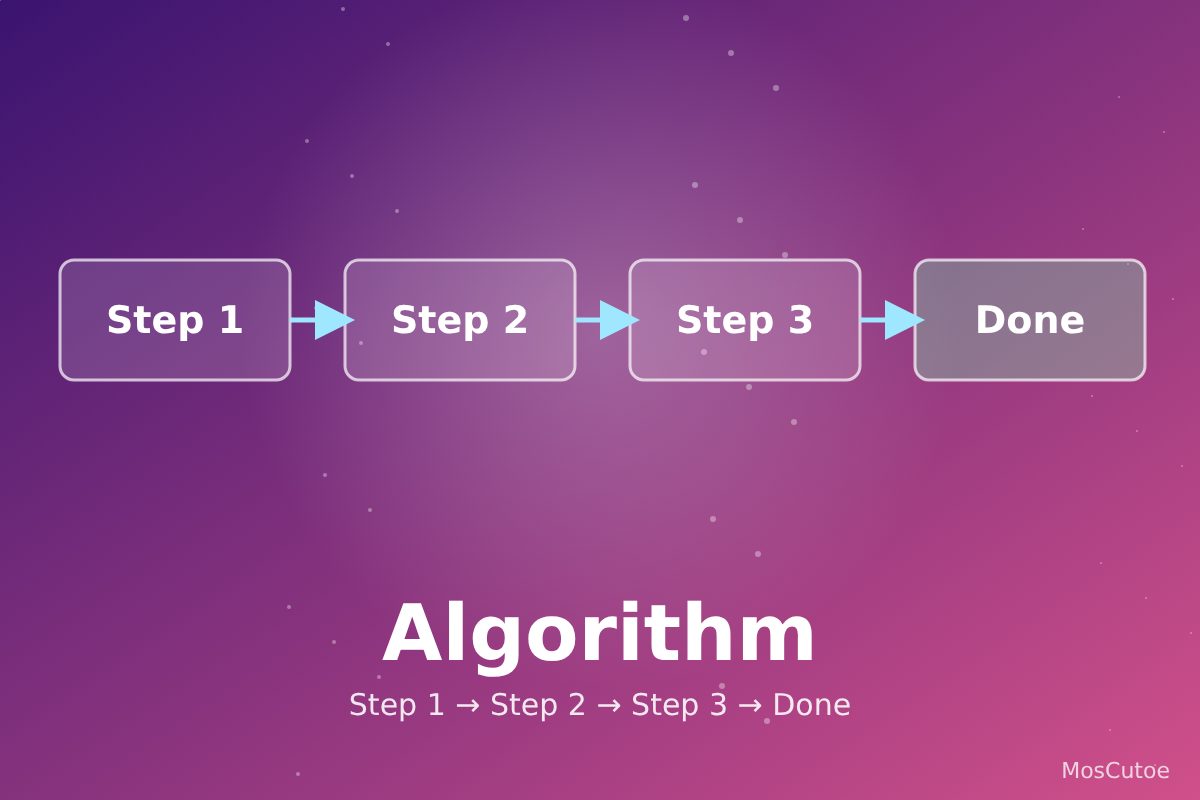 Step 1 Step 2 Step 3 Done
Algorithm
Step 1 → Step 2 → Step 3 → Done
MosCutoe